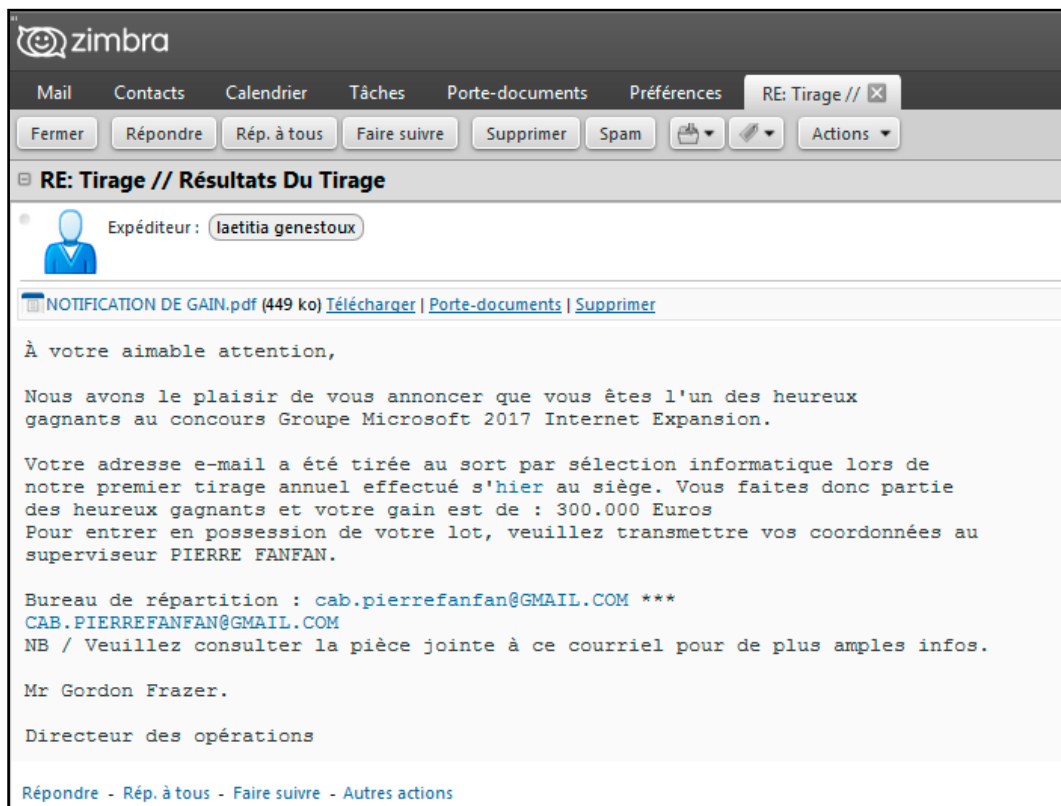 zimbra
Mail Contacts Calendrier Tâches Porte-documents Préférences RE: Tirage //
Fermer Répondre Rép. à tous Faire suivre Supprimer Spam Actions
RE: Tirage // Résultats Du Tirage
Expéditeur : laetitia genestoux
NOTIFICATION DE GAIN.pdf (449 ko) Télécharger | Porte-documents | Supprimer
À votre aimable attention,
Nous avons le plaisir de vous annoncer que vous êtes l'un des heureux
gagnants au concours Groupe Microsoft 2017 Internet Expansion.
Votre adresse e-mail a été tirée au sort par sélection informatique lors de
notre premier tirage annuel effectué s'hier au siège. Vous faites donc partie
des heureux gagnants et votre gain est de : 300.000 Euros
Pour entrer en possession de votre lot, veuillez transmettre vos coordonnées au
superviseur PIERRE FANFAN.
Bureau de répartition : cab.pierrefanfan@GMAIL.COM ***
CAB.PIERREFANFAN@GMAIL.COM
NB / Veuillez consulter la pièce jointe à ce courriel pour de plus amples infos.
Mr Gordon Frazer.
Directeur des opérations
Répondre - Rép. à tous - Faire suivre - Autres actions